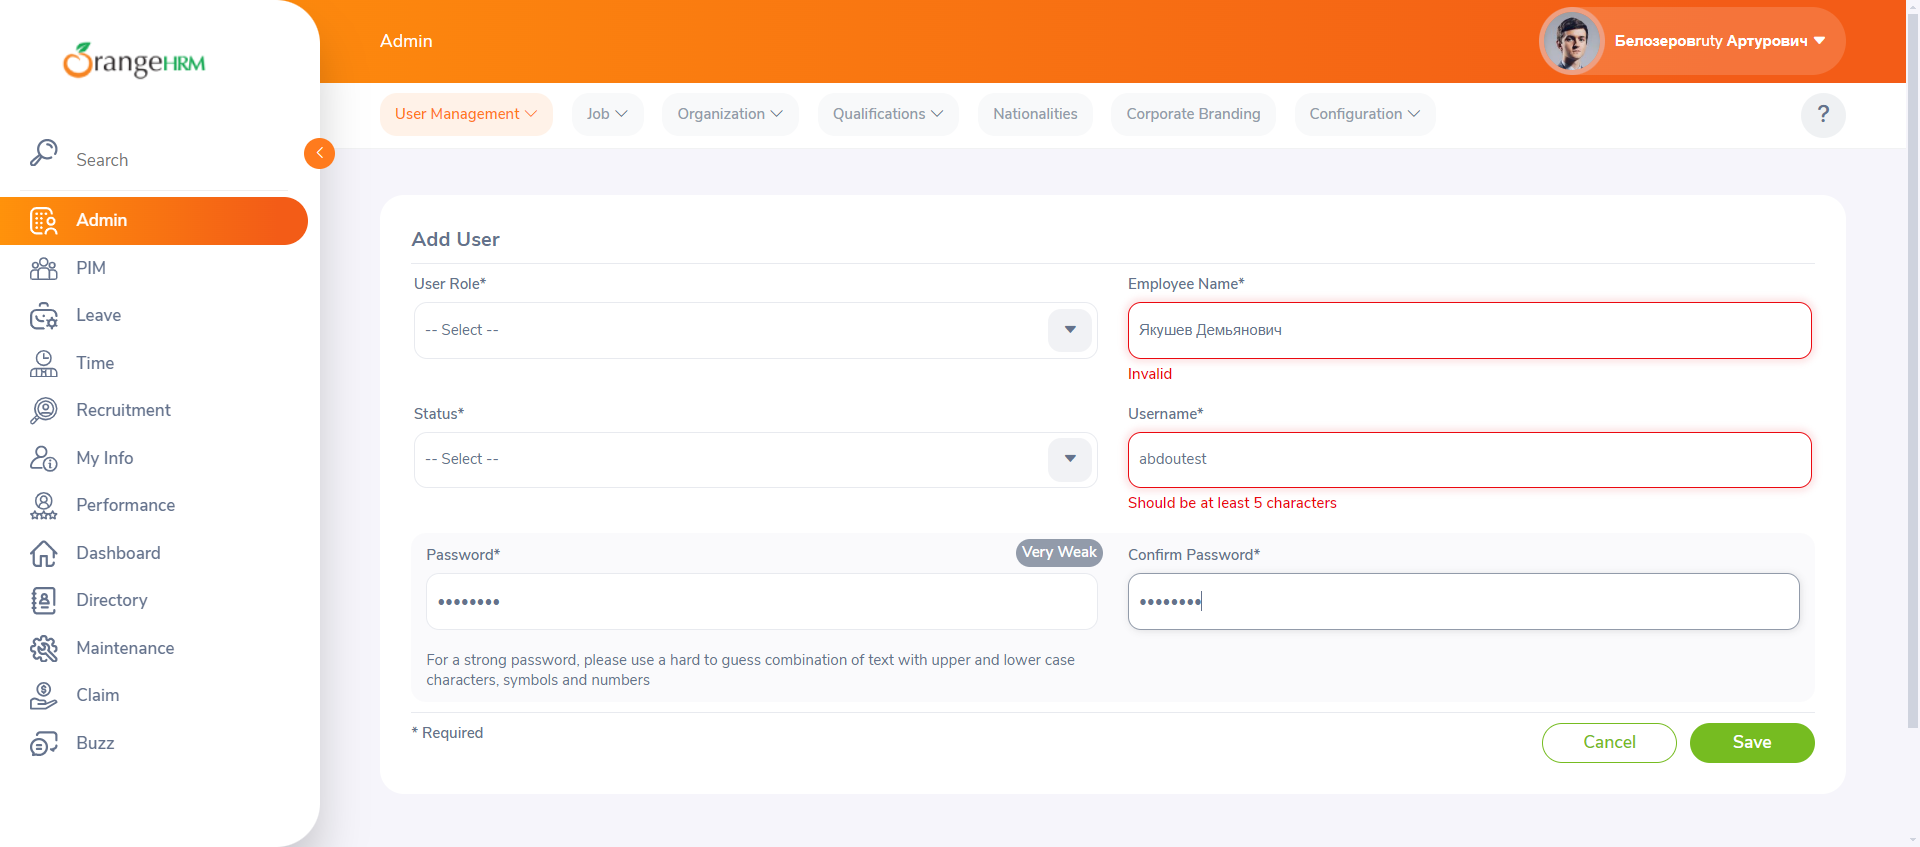 OrangeHRM
Admin
Белозеровruty Артурович
User Management
Job
Organization
Qualifications
Nationalities
Corporate Branding
Configuration
?
Search
Admin
PIM
Leave
Time
Recruitment
My Info
Performance
Dashboard
Directory
Maintenance
Claim
Buzz
Add User
User Role*
-- Select --
Employee Name*
Якушев Демьянович
Invalid
Status*
-- Select --
Username*
abdoutest
Should be at least 5 characters
Password*
Very Weak
••••••••
Confirm Password*
••••••••
For a strong password, please use a hard to guess combination of text with upper and lower case
characters, symbols and numbers
* Required
Cancel
Save